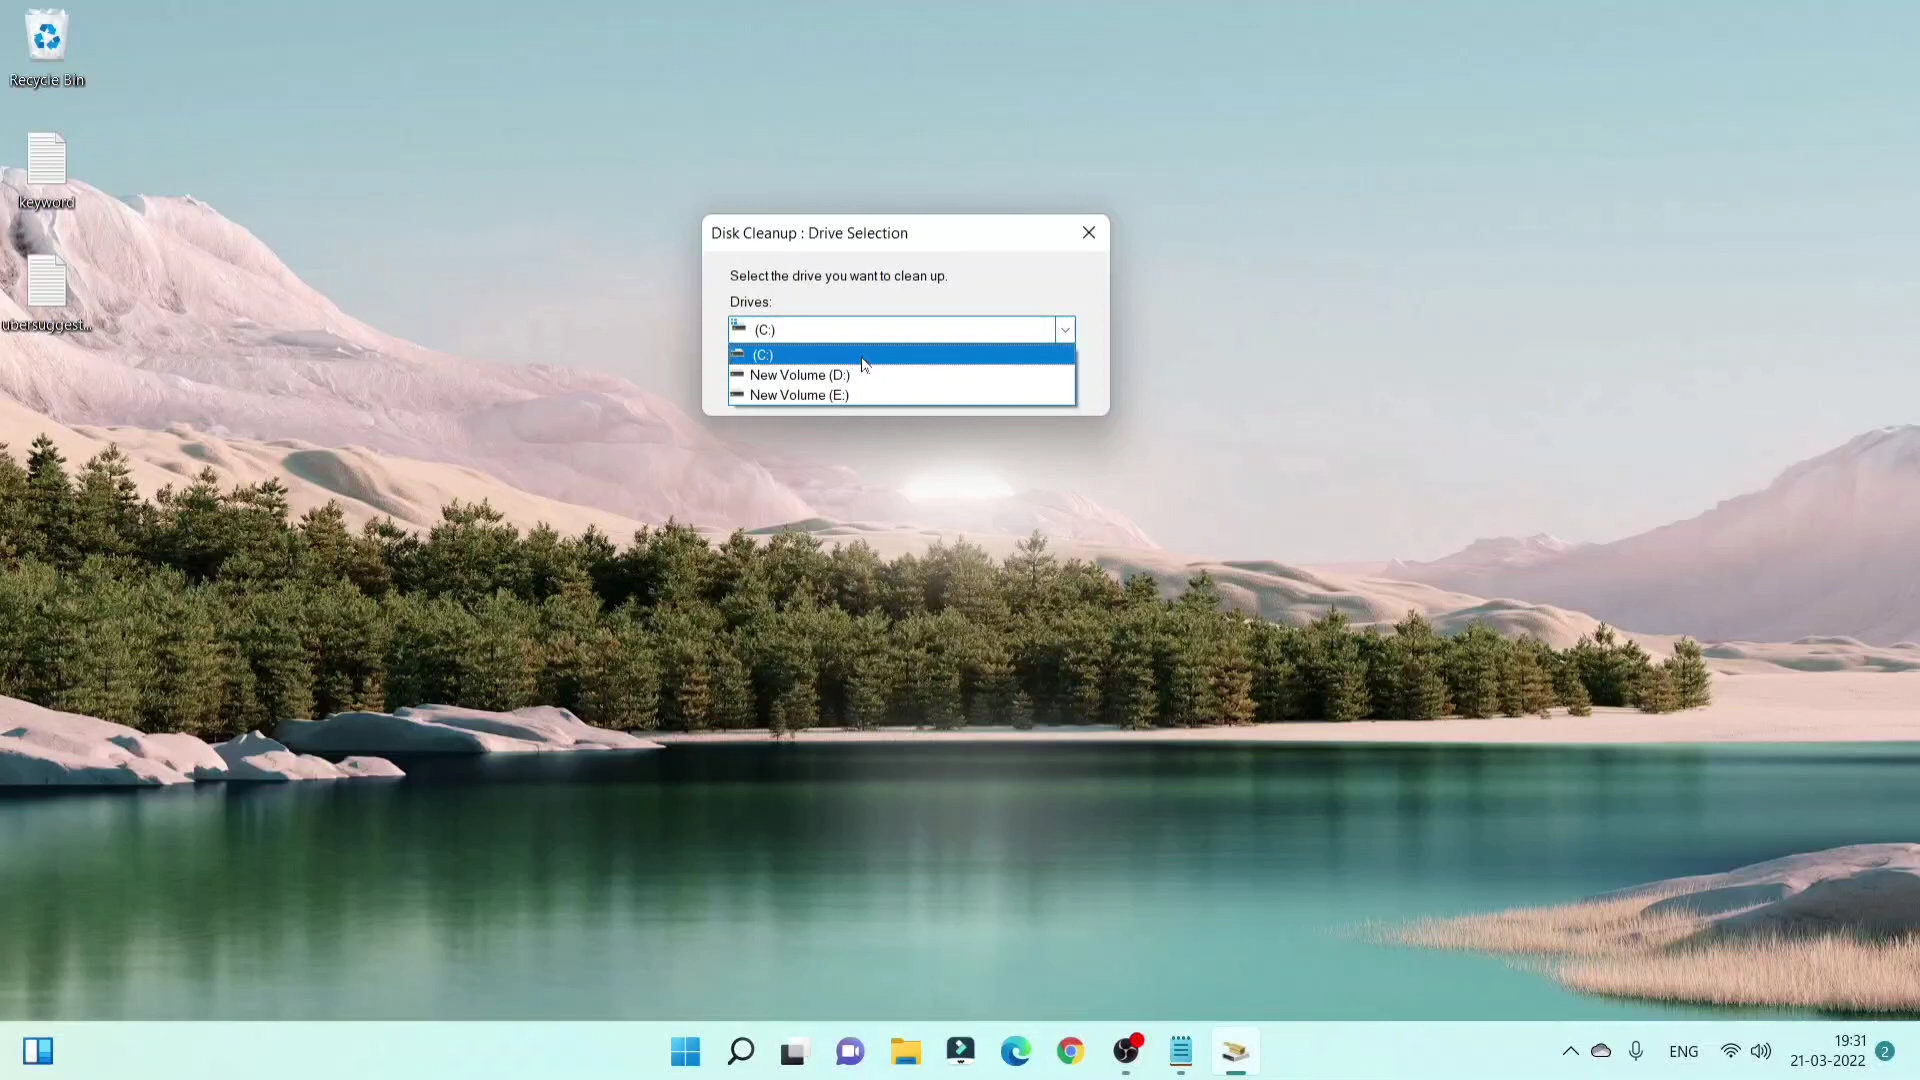 Recycle Bin
keyword
ubersuggest...
Disk Cleanup : Drive Selection
Select the drive you want to clean up.
Drives:
(C:)
(C:)
New Volume (D:)
New Volume (E:)
ENG
19:31
21-03-2022
2